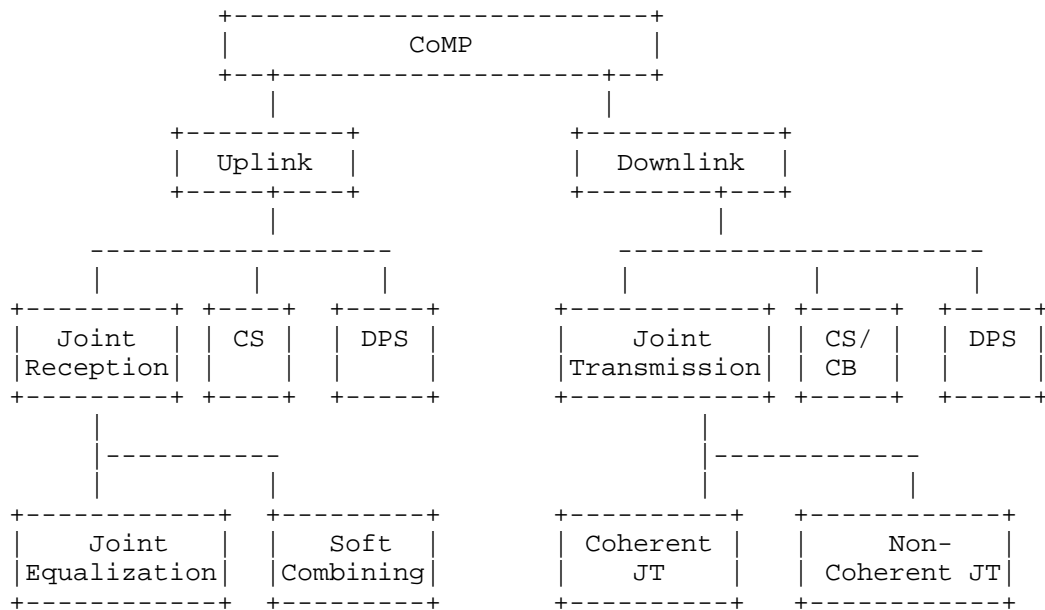 CoMP
Uplink Downlink
Joint CS DPS Joint CS/ DPS
Reception Transmission CB
Joint Soft Coherent Non-
Equalization Combining JT Coherent JT